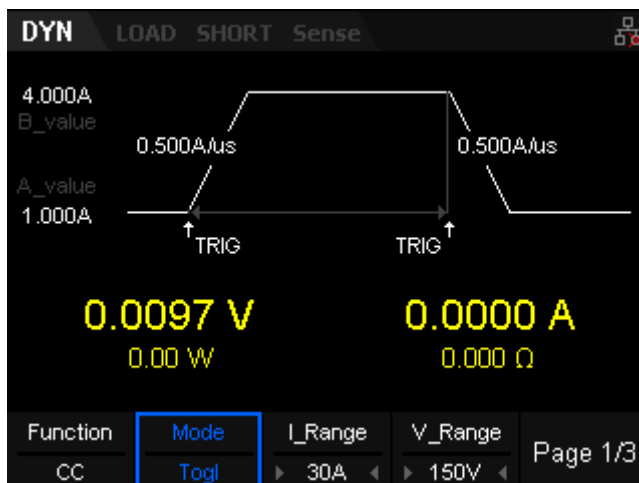 DYN LOAD SHORT Sense
4.000A
B_value
0.500A/us 0.500A/us
A_value
1.000A
TRIG TRIG
0.0097 V 0.0000 A
0.00 W 0.000 Ω
Function Mode I_Range V_Range Page 1/3
CC Togl 30A 150V